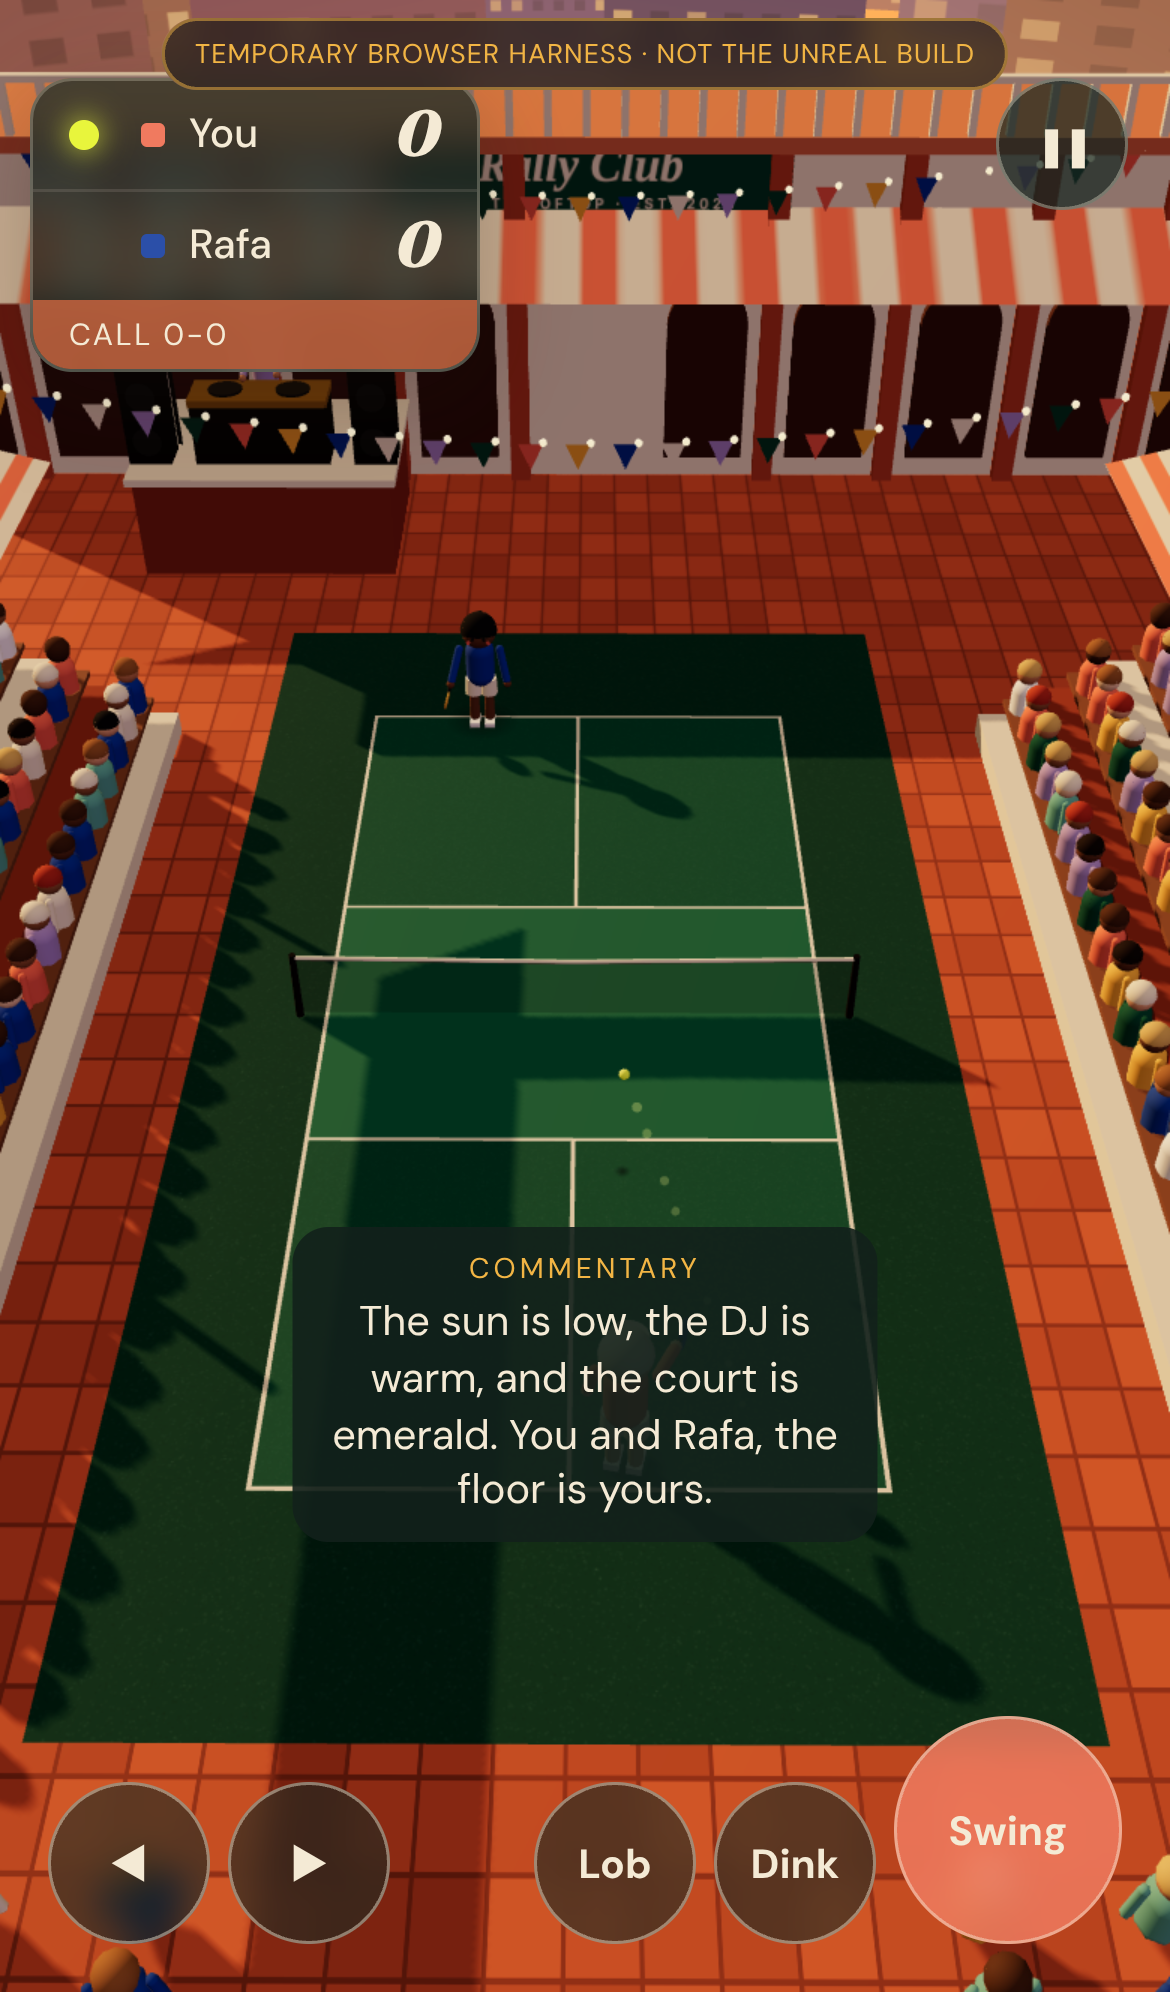 TEMPORARY BROWSER HARNESS · NOT THE UNREAL BUILD
You 0
Rally Club
Rafa 0
CALL 0-0
COMMENTARY
The sun is low, the DJ is
warm, and the court is
emerald. You and Rafa, the
floor is yours.
Lob
Dink
Swing